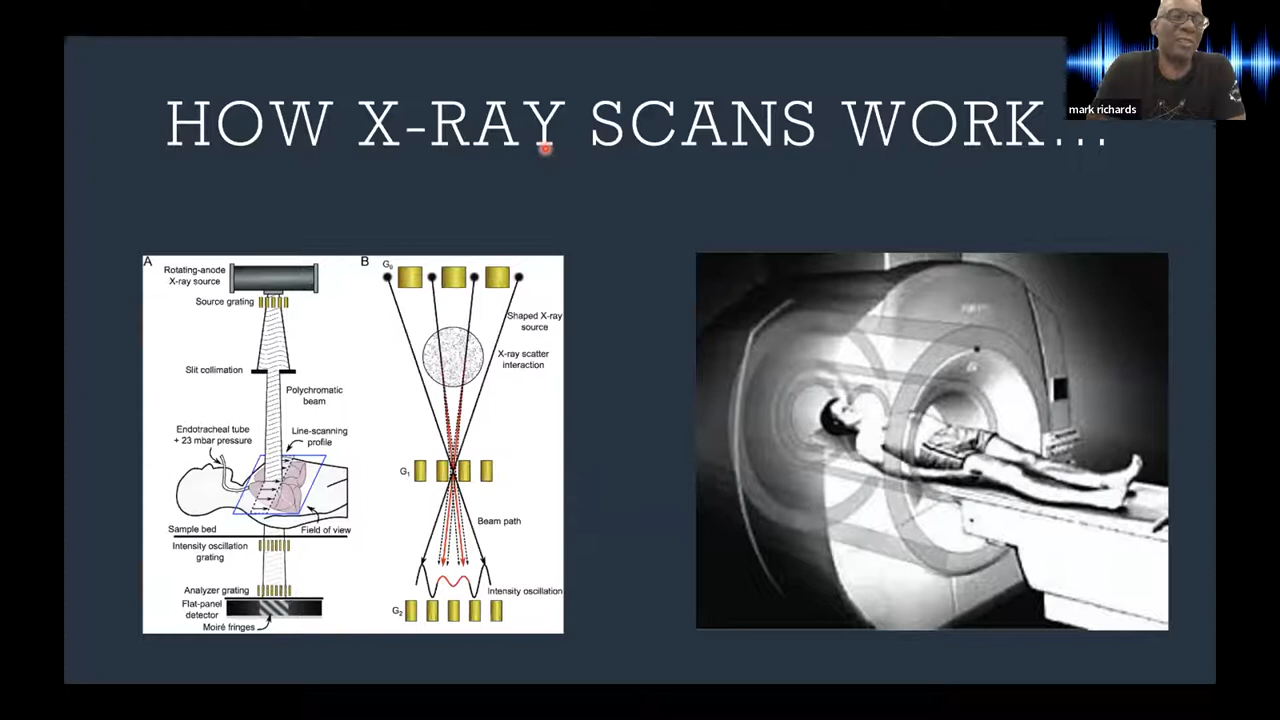 mark richards
HOW X-RAY SCANS WORK...
A
Rotating-anode
X-ray source
Source grating
Slit collimation
Polychromatic
beam
Endotracheal tube
+ 23 mbar pressure
Line-scanning
profile
Sample bed
Field of view
Intensity oscillation
grating
Analyzer grating
Flat-panel
detector
Moiré fringes
B
G₀
Shaped X-ray
source
X-ray scatter
interaction
G₁
Beam path
Intensity oscillation
G₂